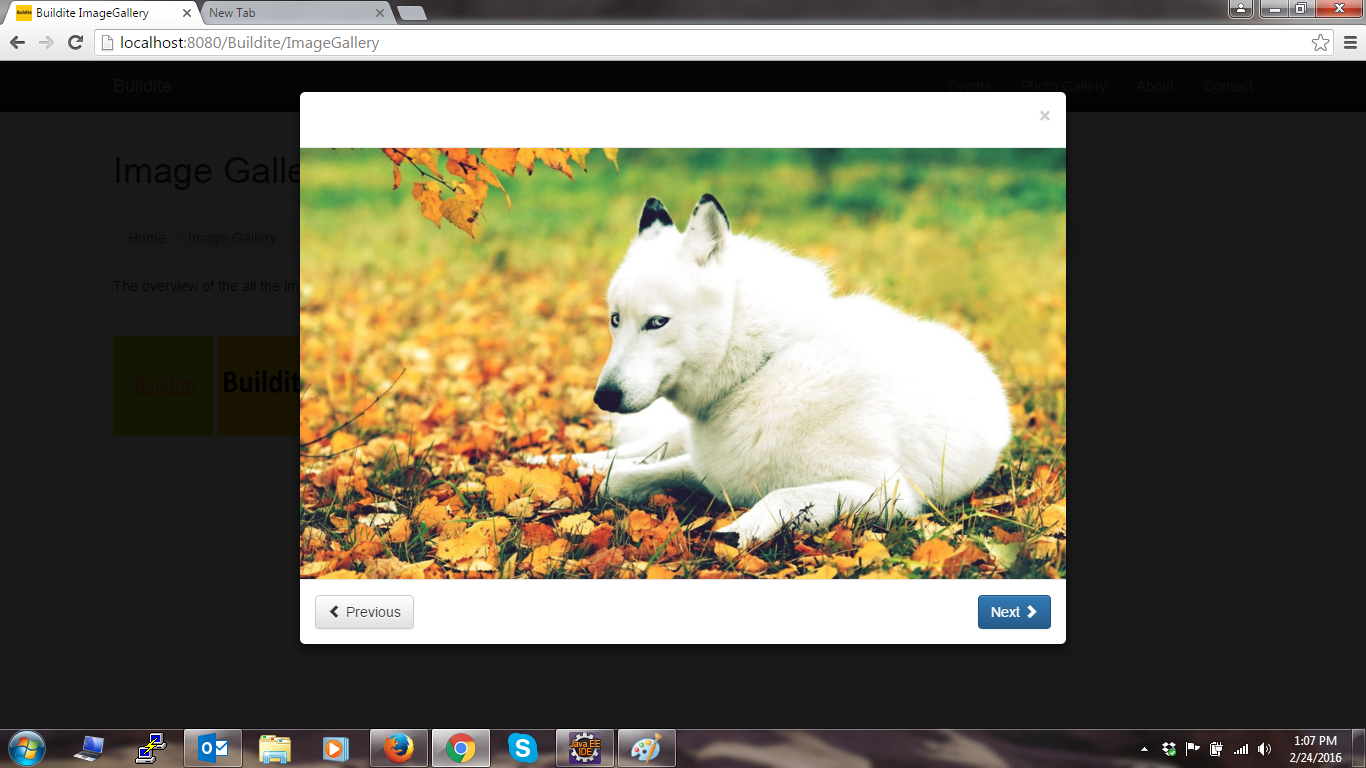 Buildite ImageGallery
New Tab
localhost:8080/Buildite/ImageGallery
Buildite
Events
Photo Gallery
About
Contact
×
Image Galle
Home / Image Gallery
The overview of the all the im
Buildite
Buildit
Previous
Next
Java EE
IDE
1:07 PM
2/24/2016